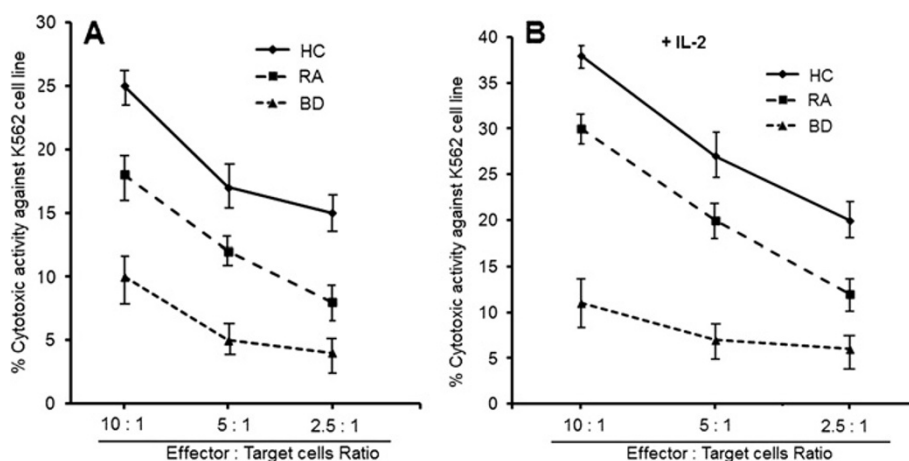 A
30
25
20
15
10
5
0
% Cytotoxic activity against K562 cell line
HC
RA
BD
10 : 1
5 : 1
2.5 : 1
Effector : Target cells Ratio
B
+ IL-2
40
35
30
25
20
15
10
5
0
% Cytotoxic activity against K562 cell line
HC
RA
BD
10 : 1
5 : 1
2.5 : 1
Effector : Target cells Ratio